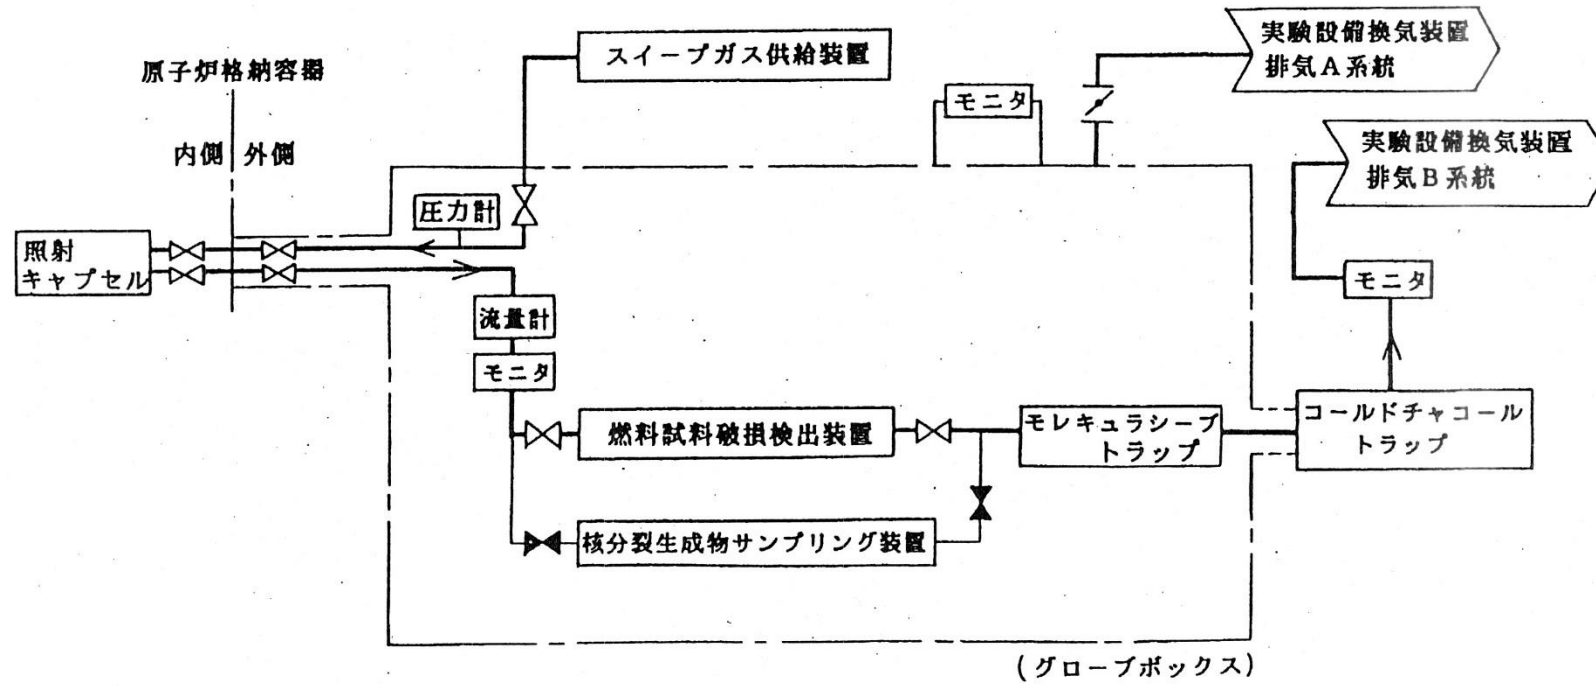 スイープガス供給装置
実験設備換気装置
排気A系統
原子炉格納容器
モニタ
実験設備換気装置
排気B系統
内側
外側
圧力計
照射
キャプセル
モニタ
流量計
モニタ
燃料試料破損検出装置
モレキュラシーブ
トラップ
コールドチャコール
トラップ
核分裂生成物サンプリング装置
(グローブボックス)